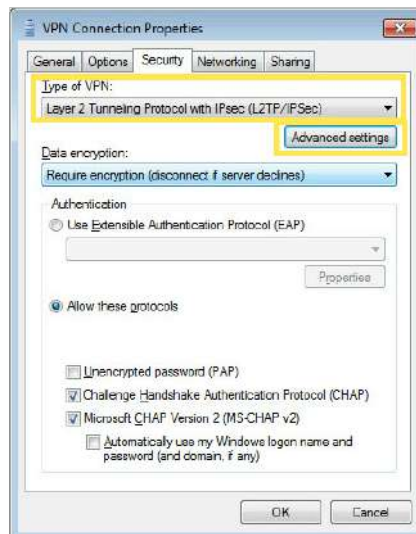 VPN Connection Properties
General Options Security Networking Sharing
Type of VPN:
Layer 2 Tunneling Protocol with IPsec (L2TP/IPSec)
Advanced settings
Data encryption:
Require encryption (disconnect if server declines)
Authentication
Use Extensible Authentication Protocol (EAP)
Properties
Allow these protocols
Unencrypted password (PAP)
Challenge Handshake Authentication Protocol (CHAP)
Microsoft CHAP Version 2 (MS-CHAP v2)
Automatically use my Windows logon name and
password (and domain, if any)
OK Cancel